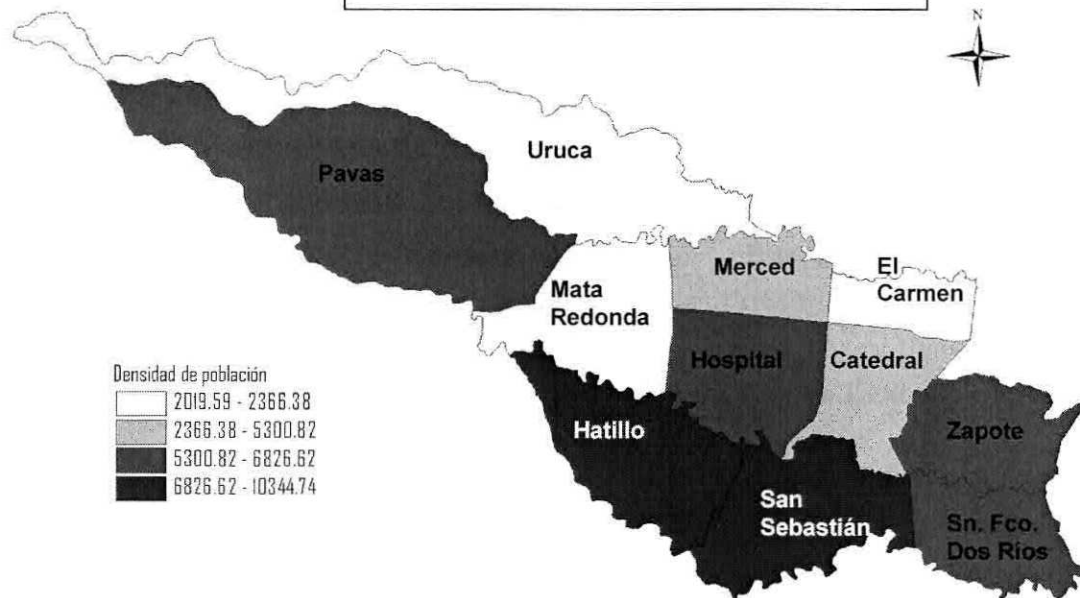 N
Uruca
Pavas
Merced
El
Carmen
Mata
Redonda
Hospital
Catedral
Densidad de población
2019.59 - 2366.38
2366.38 - 5300.82
5300.82 - 6826.62
6826.62 - 10344.74
Hatillo
Zapote
San
Sebastián
Sn. Fco.
Dos Ríos